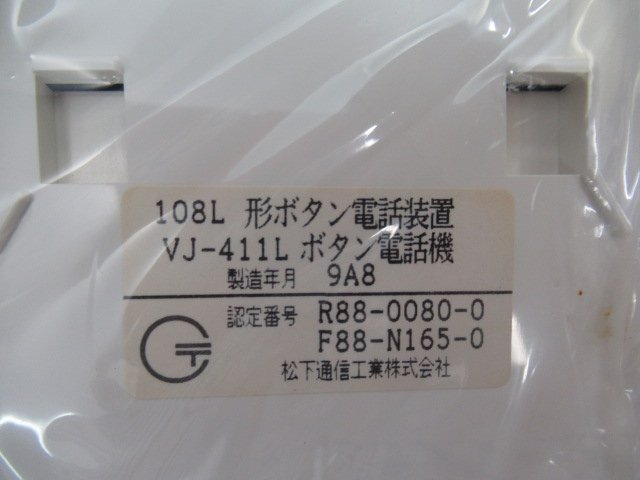 108L 形ボタン電話装置
VJ-411L ボタン電話機
製造年月 9A8
認定番号 R88-0080-0
F88-N165-0
松下通信工業株式会社